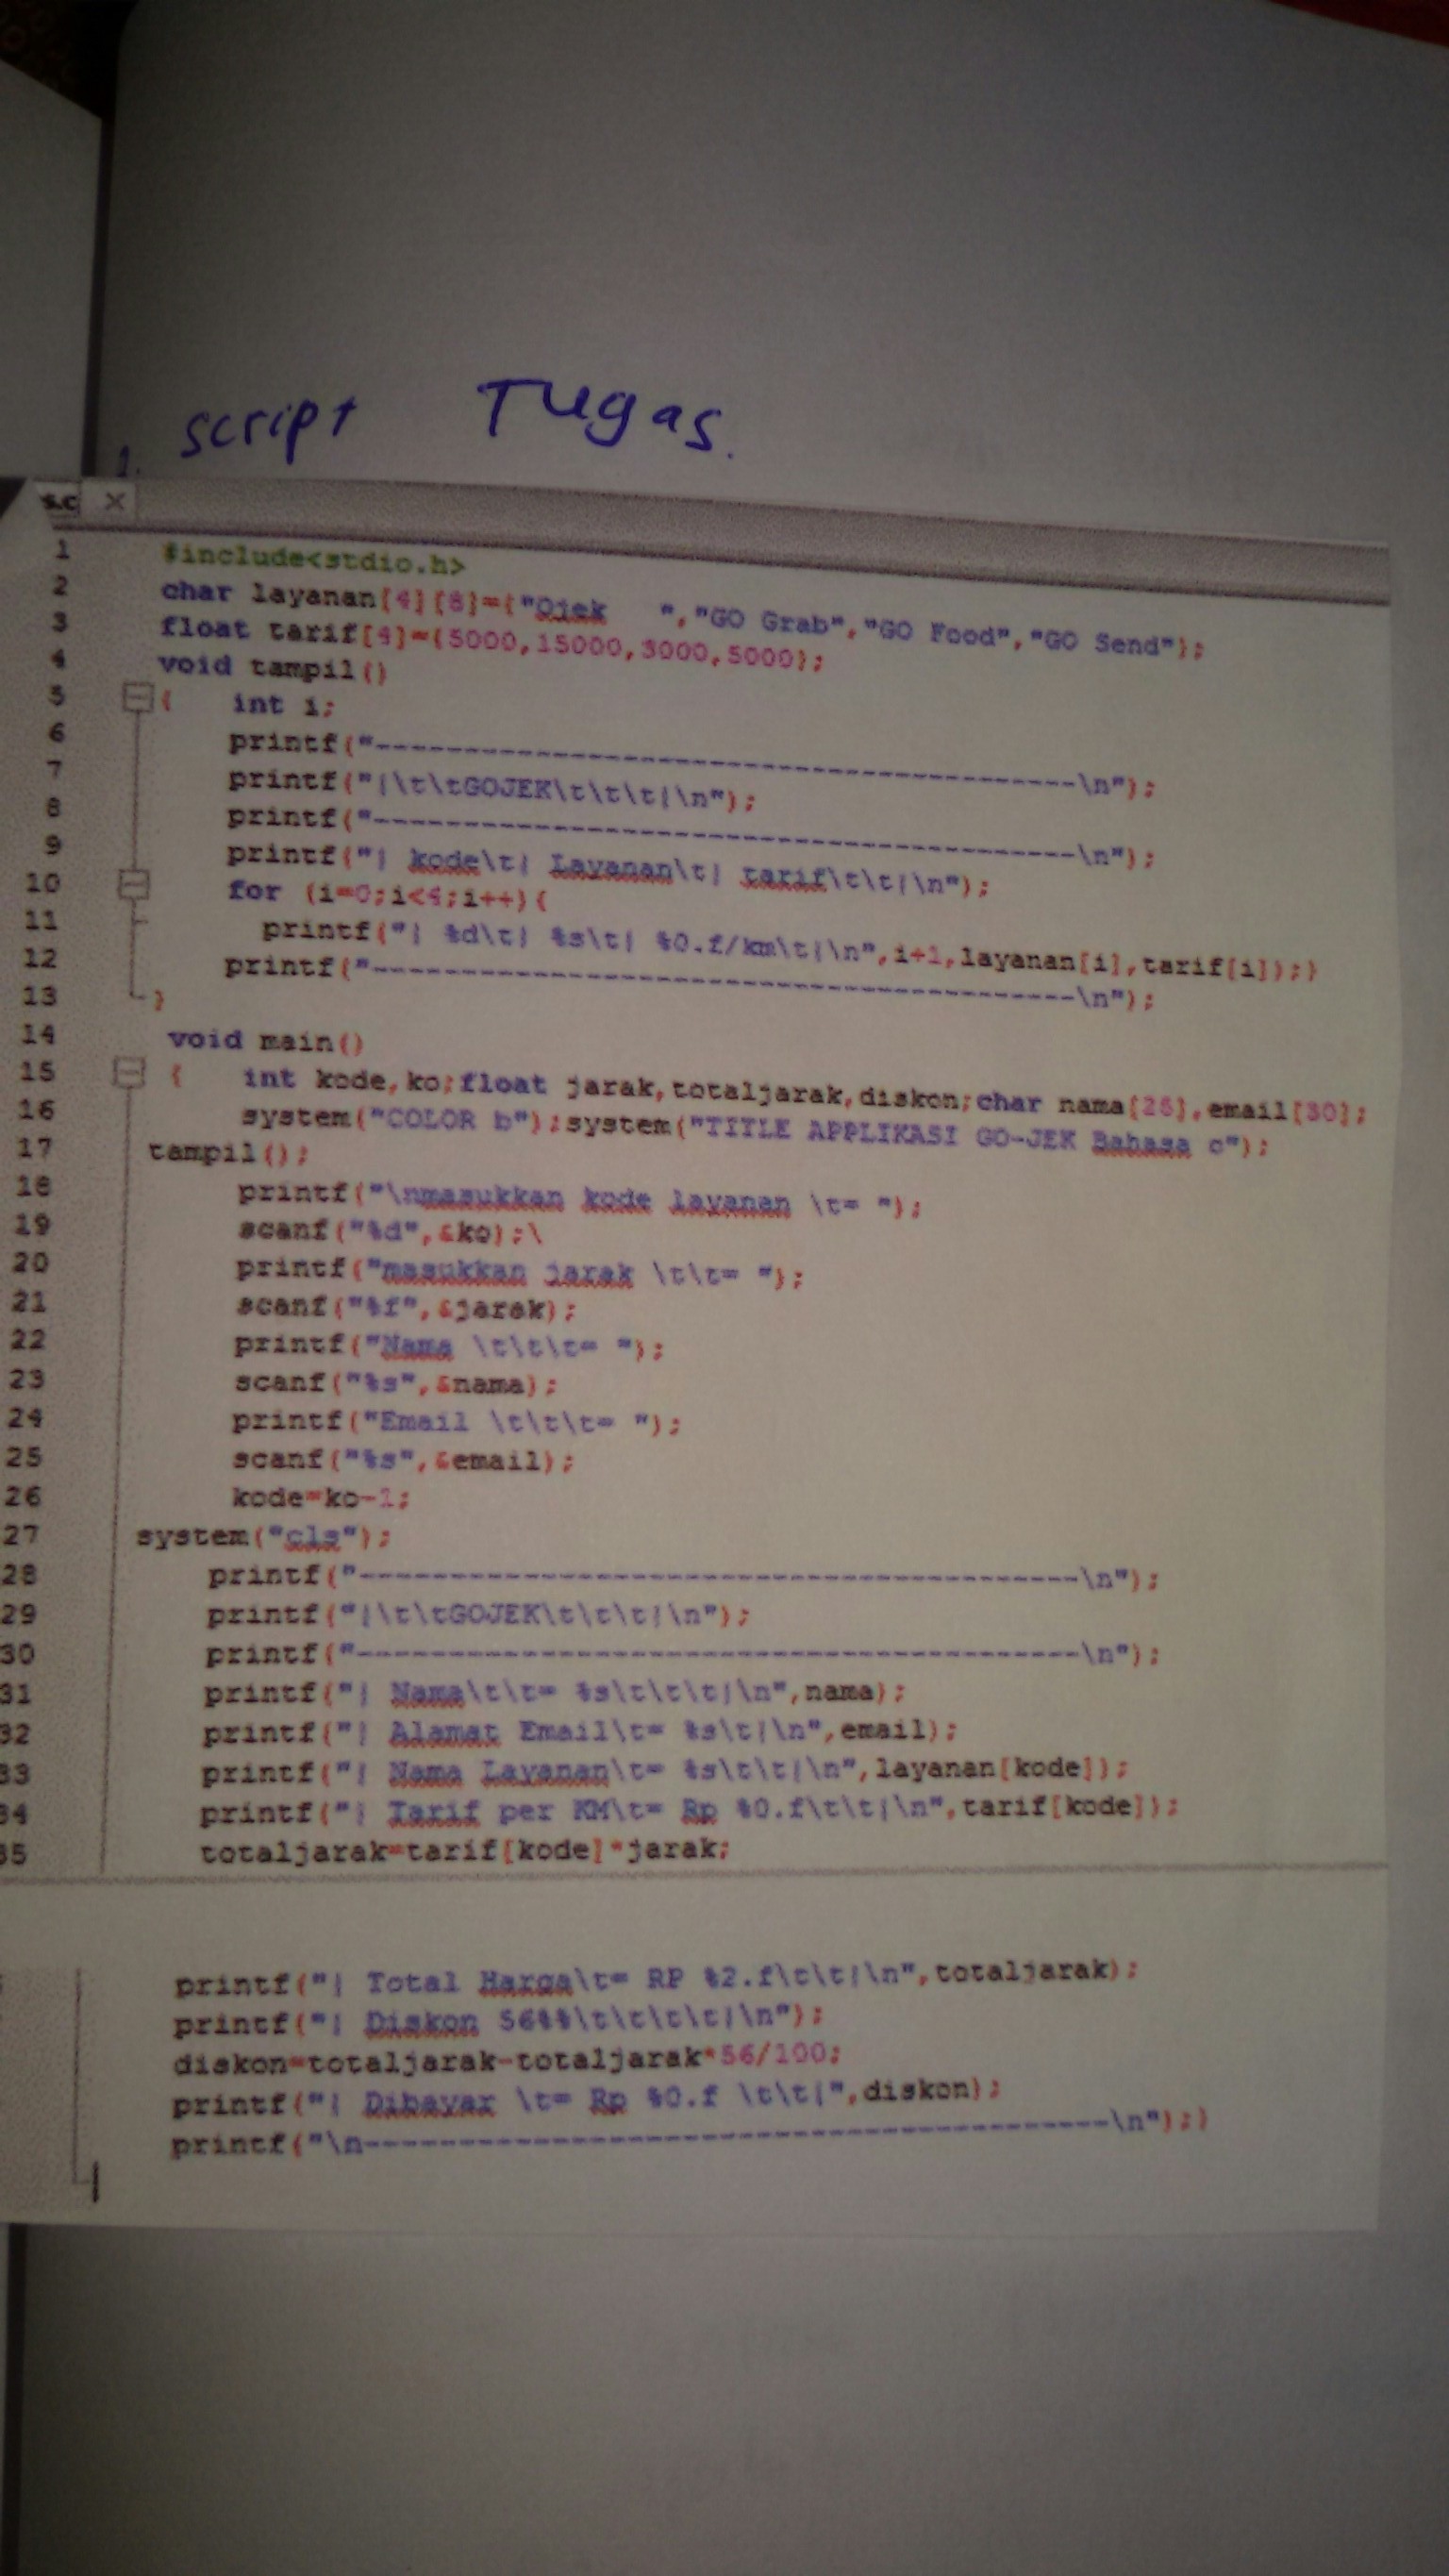 1. script Tugas.
s.c
1 #include<stdio.h>
2 char layanan[4][8]={"Ojek   ","GO Grab","GO Food","GO Send"};
3 float tarif[4]={5000,15000,3000,5000};
4 void tampil()
5 { int i;
6 printf("--------------------------------------------------\n");
7 printf("|\t\tGOJEK\t\t\t|\n");
8 printf("--------------------------------------------------\n");
9 printf("| kode\t| Layanan\t| tarif\t\t|\n");
10 for (i=0;i<4;i++){
11 printf("| %d\t| %s\t| %0.f/km\t|\n",i+1,layanan[i],tarif[i]);}
12 printf("--------------------------------------------------\n");
13 }
14 void main()
15 { int kode,ko;float jarak,totaljarak,diskon;char nama[25],email[30];
16 system("COLOR b");system("TITLE APPLIKASI GO-JEK Bahasa c");
17 tampil();
18 printf("\nmasukkan kode layanan \t= ");
19 scanf("%d",&ko);\
20 printf("masukkan jarak \t\t= ");
21 scanf("%f",&jarak);
22 printf("Nama \t\t\t= ");
23 scanf("%s",&nama);
24 printf("Email \t\t\t= ");
25 scanf("%s",&email);
26 kode=ko-1;
27 system("cls");
28 printf("--------------------------------------------------\n");
29 printf("|\t\tGOJEK\t\t\t|\n");
30 printf("--------------------------------------------------\n");
31 printf("| Nama\t\t= %s\t\t\t|\n",nama);
32 printf("| Alamat Email\t= %s\t|\n",email);
33 printf("| Nama Layanan\t= %s\t\t|\n",layanan[kode]);
34 printf("| Tarif per KM\t= Rp %0.f\t\t|\n",tarif[kode]);
35 totaljarak=tarif[kode]*jarak;
printf("| Total Harga\t= RP %2.f\t\t|\n",totaljarak);
printf("| Diskon 56%%\t\t\t\t|\n");
diskon=totaljarak-totaljarak*56/100;
printf("| Dibayar \t= Rp %0.f \t\t|",diskon);
printf("\n--------------------------------------------------\n");}